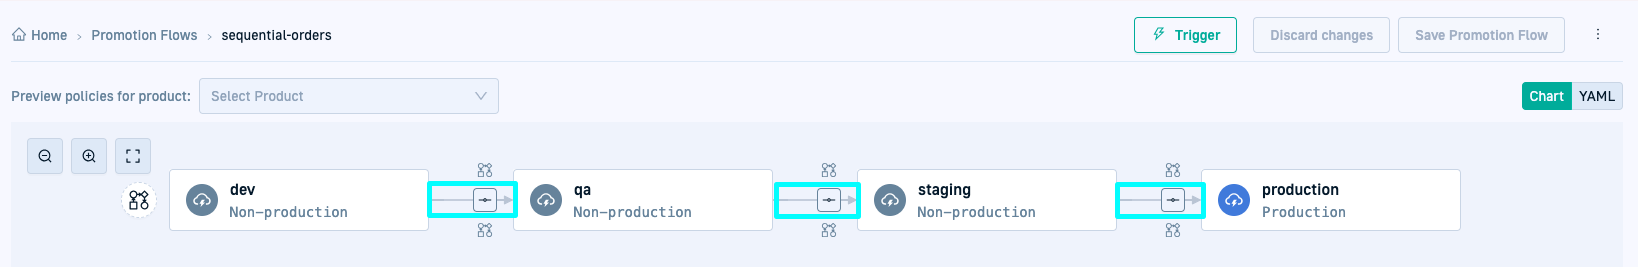 Home > Promotion Flows > sequential-orders
Trigger
Discard changes
Save Promotion Flow
Preview policies for product:
Select Product
Chart
YAML
dev
Non-production
qa
Non-production
staging
Non-production
production
Production